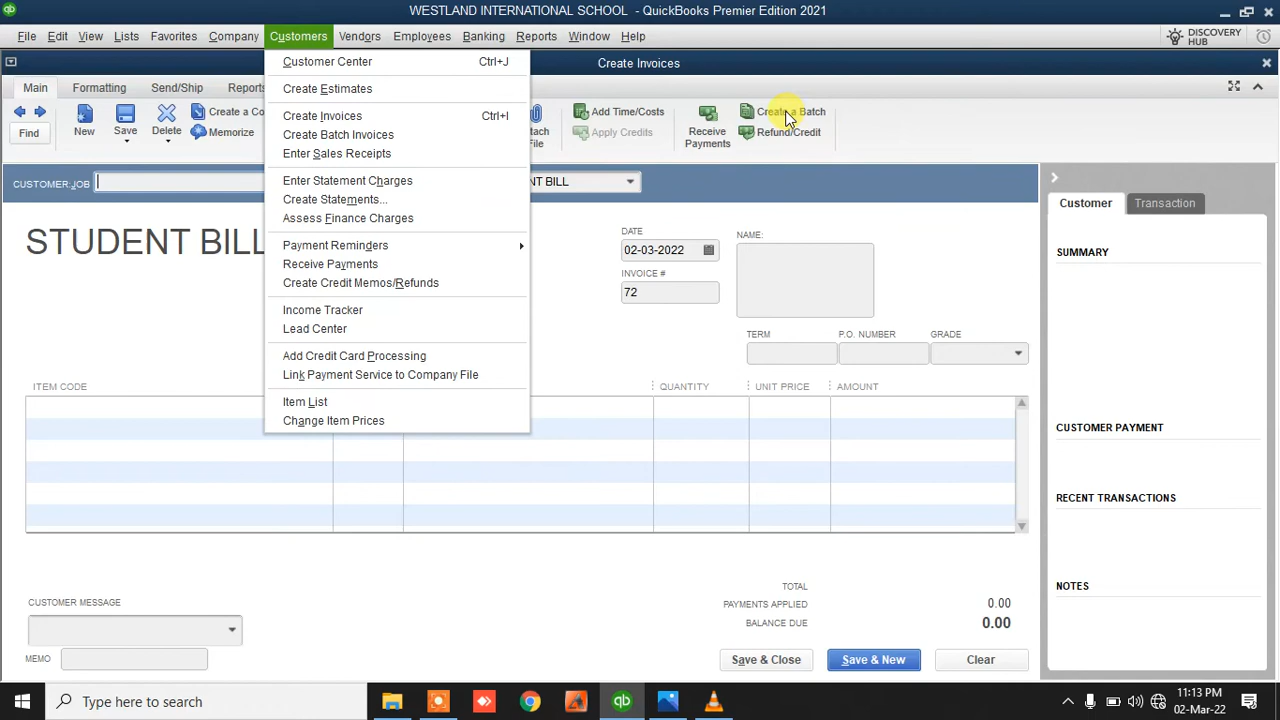 WESTLAND INTERNATIONAL SCHOOL - QuickBooks Premier Edition 2021
File Edit View Lists Favorites Company Customers Vendors Employees Banking Reports Window Help
DISCOVERY HUB
Create Invoices
Main Formatting Send/Ship Reports
Find
New
Save
Delete
Create a Co
Memorize
tach
File
Add Time/Costs
Apply Credits
Receive
Payments
Create a Batch
Refund/Credit
Customer Center Ctrl+J
Create Estimates
Create Invoices Ctrl+I
Create Batch Invoices
Enter Sales Receipts
Enter Statement Charges
Create Statements...
Assess Finance Charges
Payment Reminders
Receive Payments
Create Credit Memos/Refunds
Income Tracker
Lead Center
Add Credit Card Processing
Link Payment Service to Company File
Item List
Change Item Prices
CUSTOMER:JOB
NT BILL
STUDENT BILL
DATE
02-03-2022
INVOICE #
72
NAME:
TERM P.O. NUMBER GRADE
ITEM CODE QUANTITY UNIT PRICE AMOUNT
TOTAL
PAYMENTS APPLIED 0.00
BALANCE DUE 0.00
CUSTOMER MESSAGE
MEMO
Save & Close Save & New Clear
Customer Transaction
SUMMARY
CUSTOMER PAYMENT
RECENT TRANSACTIONS
NOTES
Type here to search
11:13 PM
02-Mar-22